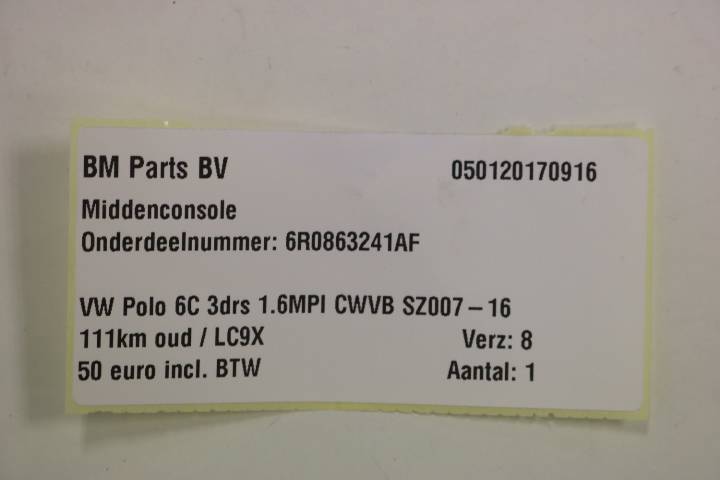 BM Parts BV 050120170916
Middenconsole
Onderdeelnummer: 6R0863241AF
VW Polo 6C 3drs 1.6MPI CWVB SZ007-16
111km oud / LC9X Verz: 8
50 euro incl. BTW Aantal: 1